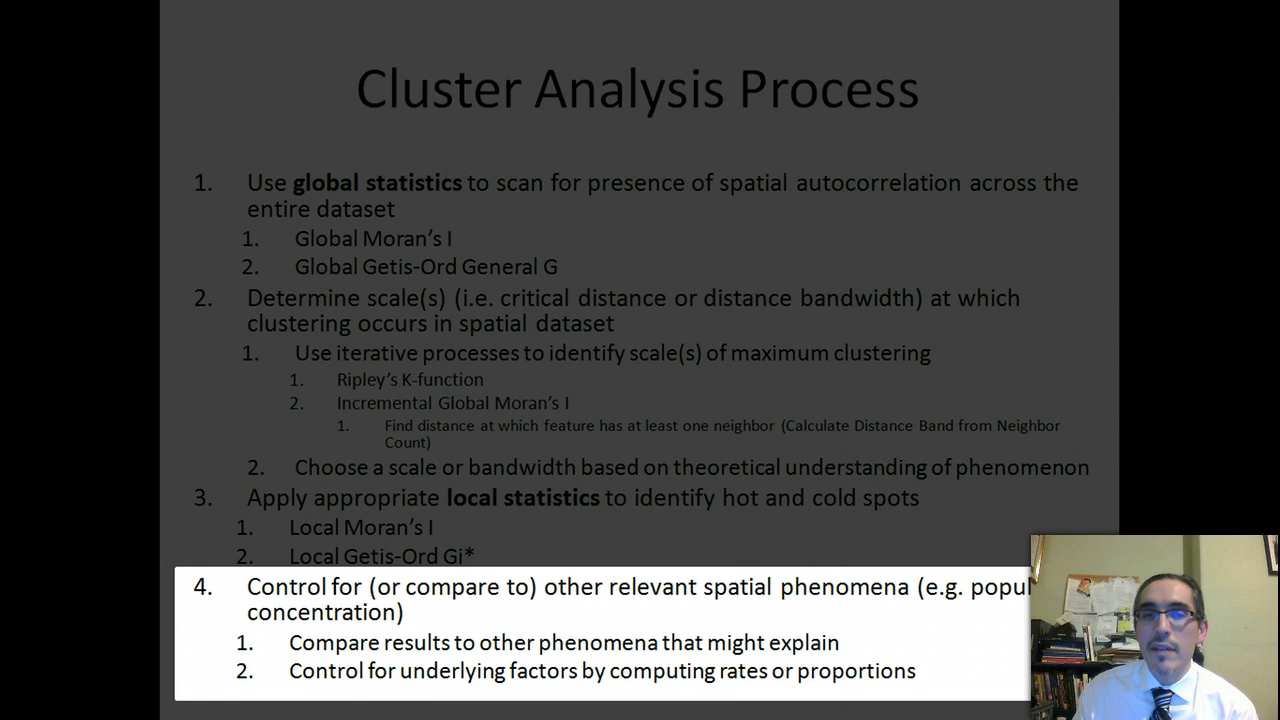 Cluster Analysis Process
1. Use global statistics to scan for presence of spatial autocorrelation across the
entire dataset
1. Global Moran's I
2. Global Getis-Ord General G
2. Determine scale(s) (i.e. critical distance or distance bandwidth) at which
clustering occurs in spatial dataset
1. Use iterative processes to identify scale(s) of maximum clustering
1. Ripley's K-function
2. Incremental Global Moran's I
1. Find distance at which feature has at least one neighbor (Calculate Distance Band from Neighbor
Count)
2. Choose a scale or bandwidth based on theoretical understanding of phenomenon
3. Apply appropriate local statistics to identify hot and cold spots
1. Local Moran's I
2. Local Getis-Ord Gi*
4. Control for (or compare to) other relevant spatial phenomena (e.g.
concentration)
1. Compare results to other phenomena that might explain
2. Control for underlying factors by computing rates or proportions